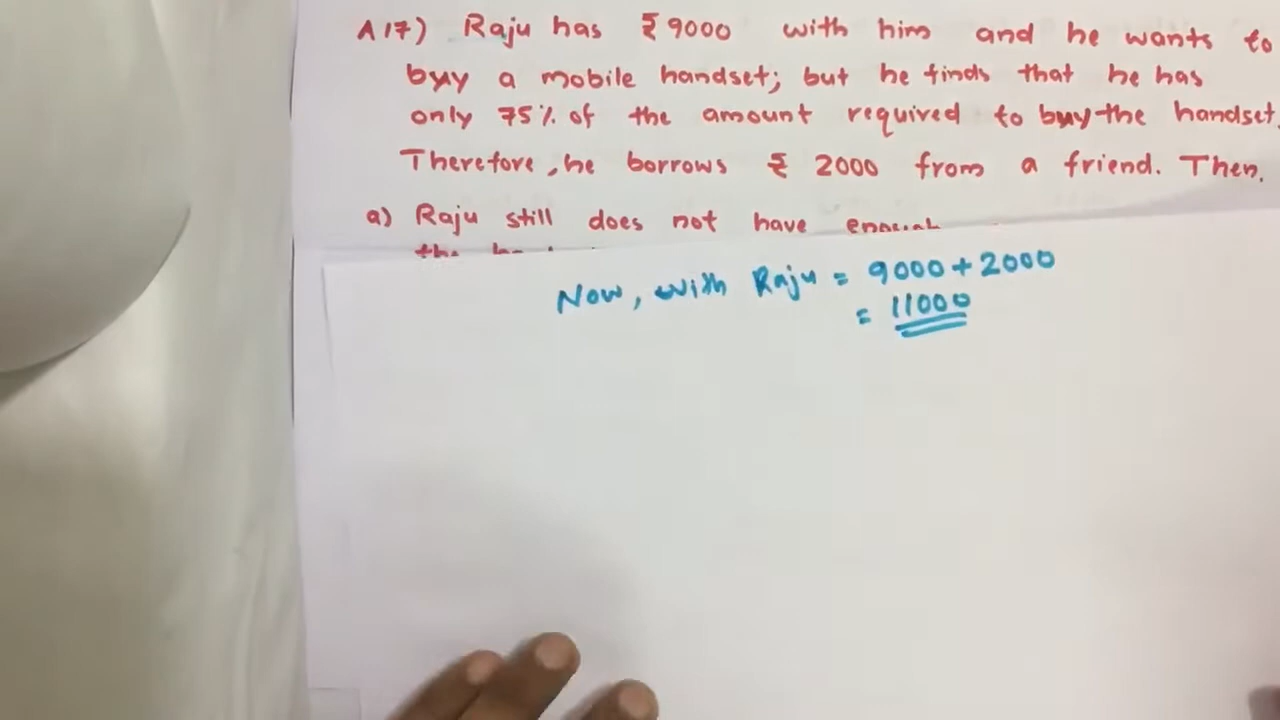 A17) Raju has ₹ 9000 with him and he wants to
buy a mobile handset; but he finds that he has
only 75% of the amount required to buy the handset.
Therefore, he borrows ₹ 2000 from a friend. Then.
a) Raju still does not have enough
the
Now, with Raju = 9000 + 2000
= 11000